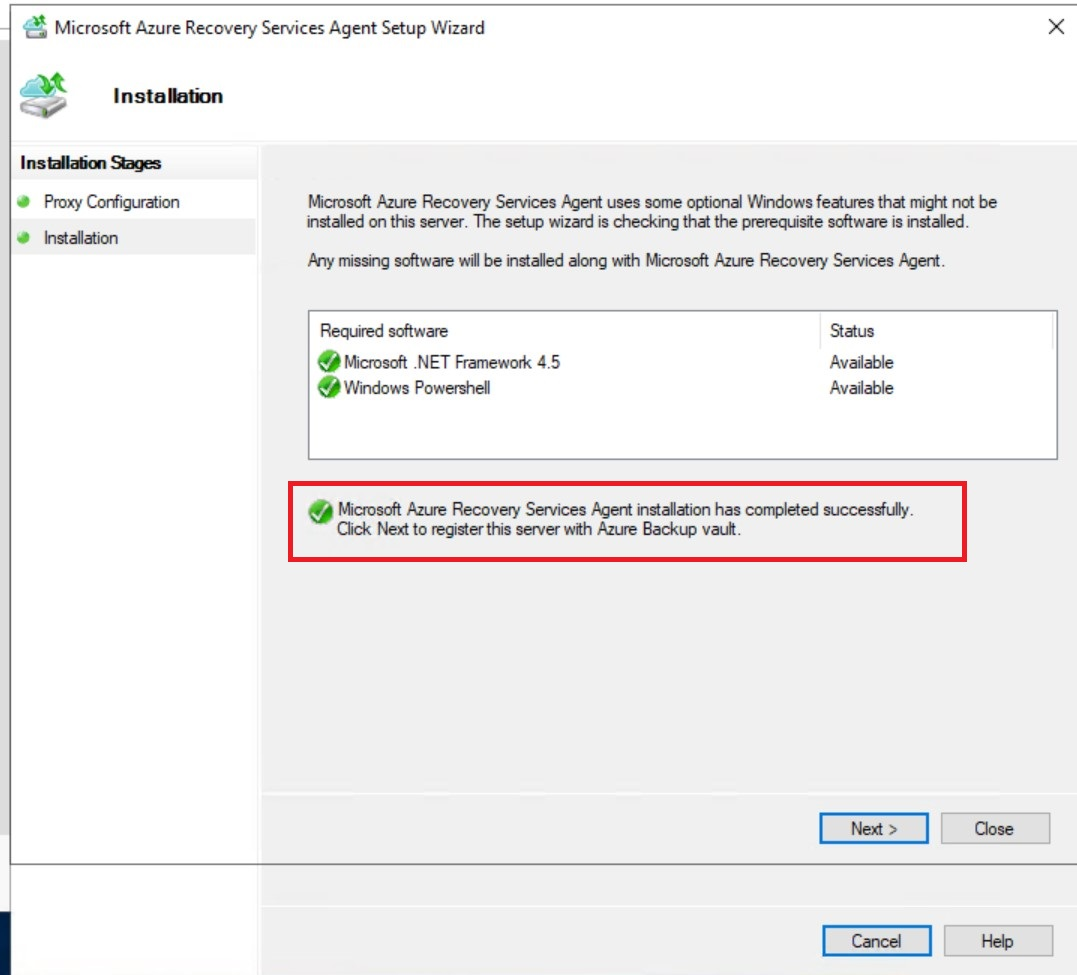 Microsoft Azure Recovery Services Agent Setup Wizard
Installation
Installation Stages
Proxy Configuration
Installation
Microsoft Azure Recovery Services Agent uses some optional Windows features that might not be
installed on this server. The setup wizard is checking that the prerequisite software is installed.
Any missing software will be installed along with Microsoft Azure Recovery Services Agent.
Required software Status
Microsoft .NET Framework 4.5 Available
Windows Powershell Available
Microsoft Azure Recovery Services Agent installation has completed successfully.
Click Next to register this server with Azure Backup vault.
Next > Close
Cancel Help